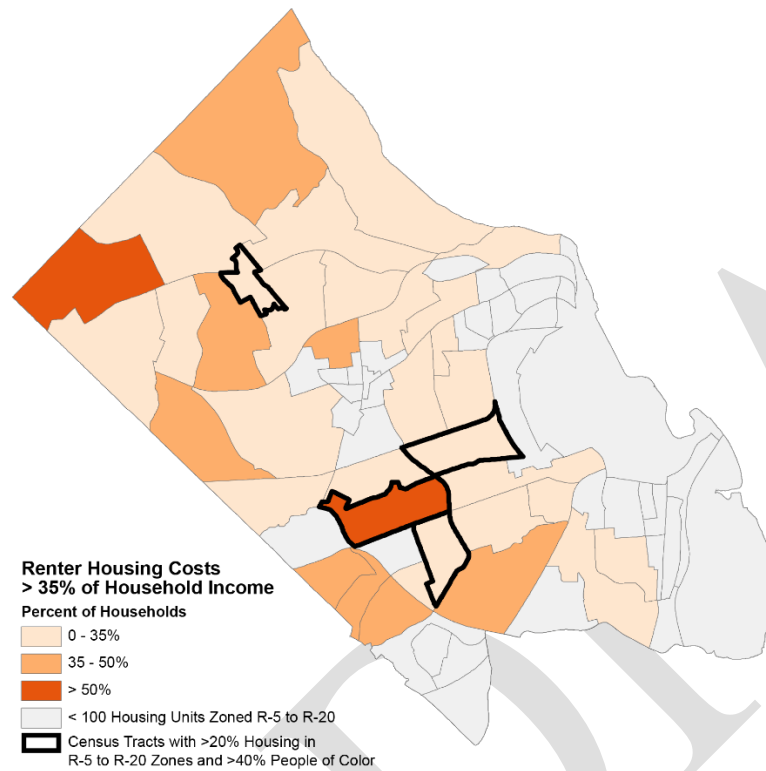 Renter Housing Costs
> 35% of Household Income
Percent of Households
0 - 35%
35 - 50%
> 50%
< 100 Housing Units Zoned R-5 to R-20
Census Tracts with >20% Housing in
R-5 to R-20 Zones and >40% People of Color